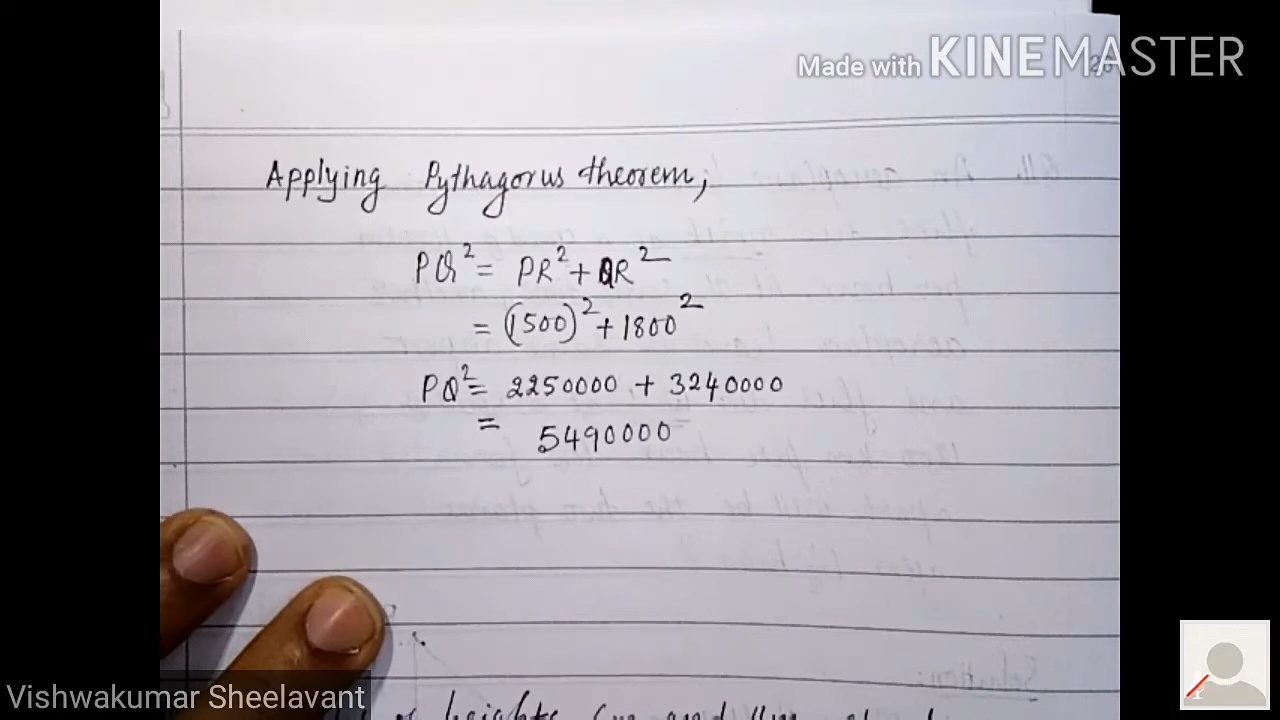 Made with KINEMASTER
Applying Pythagorus theorem,
PQ² = PR² + QR²
= (1500)² + 1800²
PQ² = 2250000 + 3240000
= 5490000
Vishwakumar Sheelavant